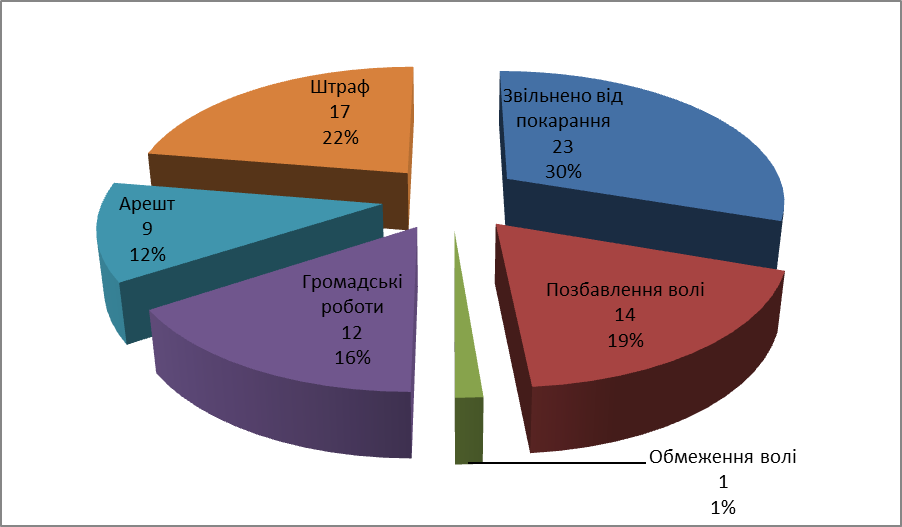 Штраф
17
22%
Звільнено від
покарання
23
30%
Арешт
9
12%
Громадські
роботи
12
16%
Позбавлення волі
14
19%
Обмеження волі
1
1%